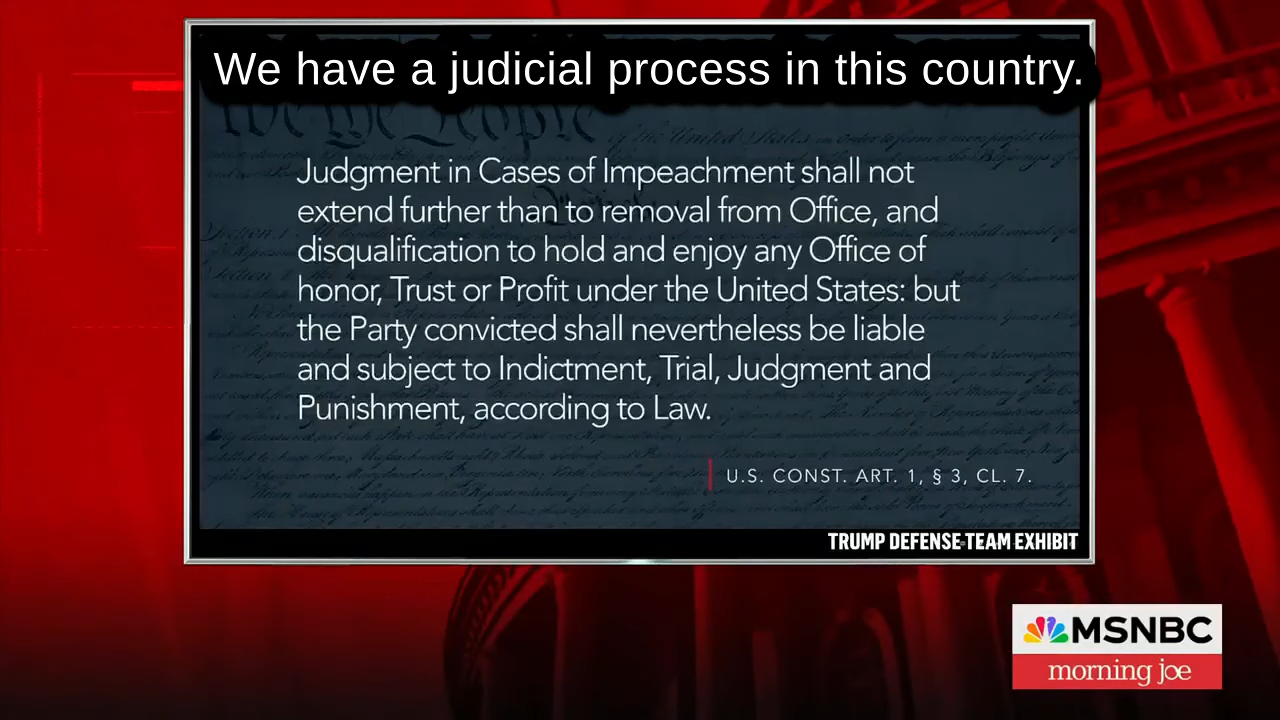 We have a judicial process in this country.
We the People
Judgment in Cases of Impeachment shall not
extend further than to removal from Office, and
disqualification to hold and enjoy any Office of
honor, Trust or Profit under the United States: but
the Party convicted shall nevertheless be liable
and subject to Indictment, Trial, Judgment and
Punishment, according to Law.
U.S. CONST. ART. 1, § 3, CL. 7.
TRUMP DEFENSE TEAM EXHIBIT
MSNBC
morning joe